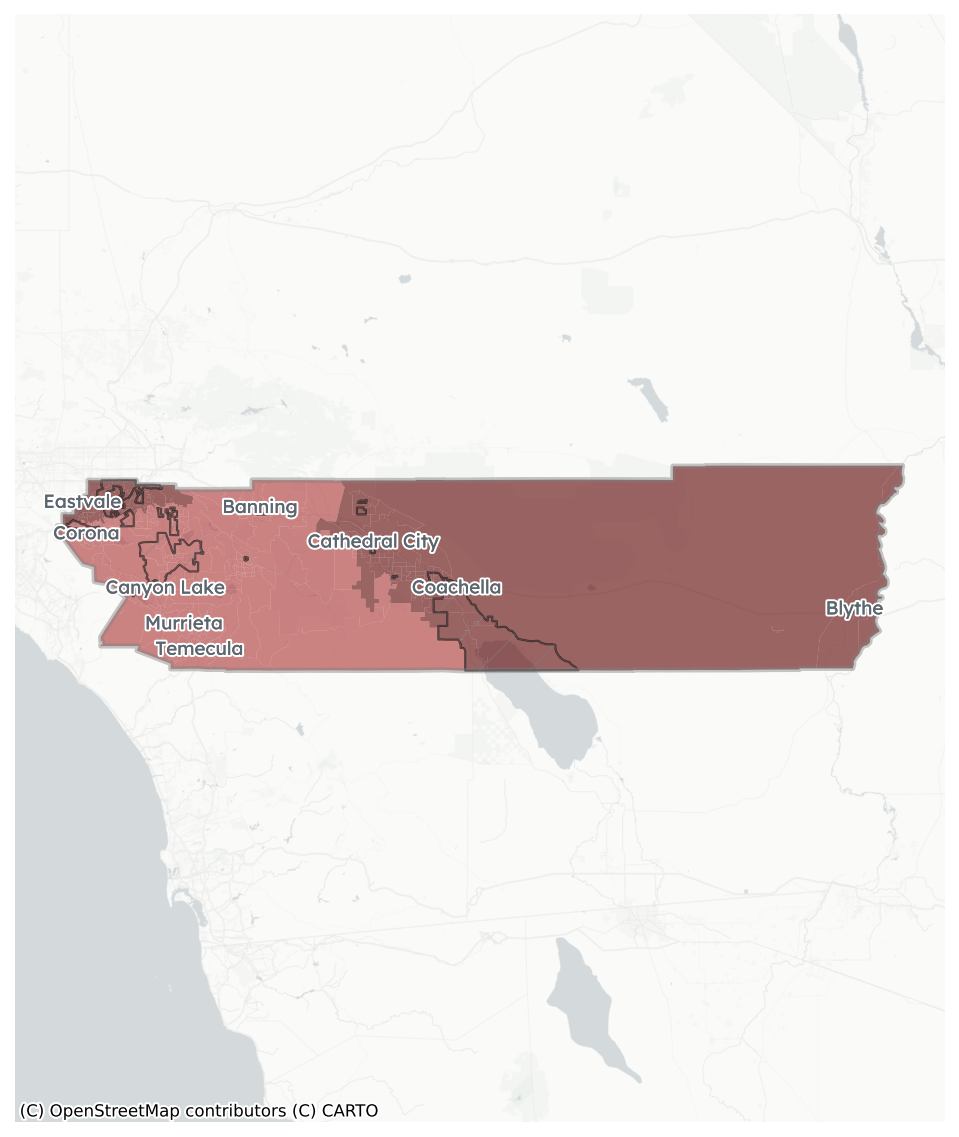 Eastvale
Banning
Corona
Cathedral City
Canyon Lake
Coachella
Blythe
Murrieta
Temecula
(C) OpenStreetMap contributors (C) CARTO